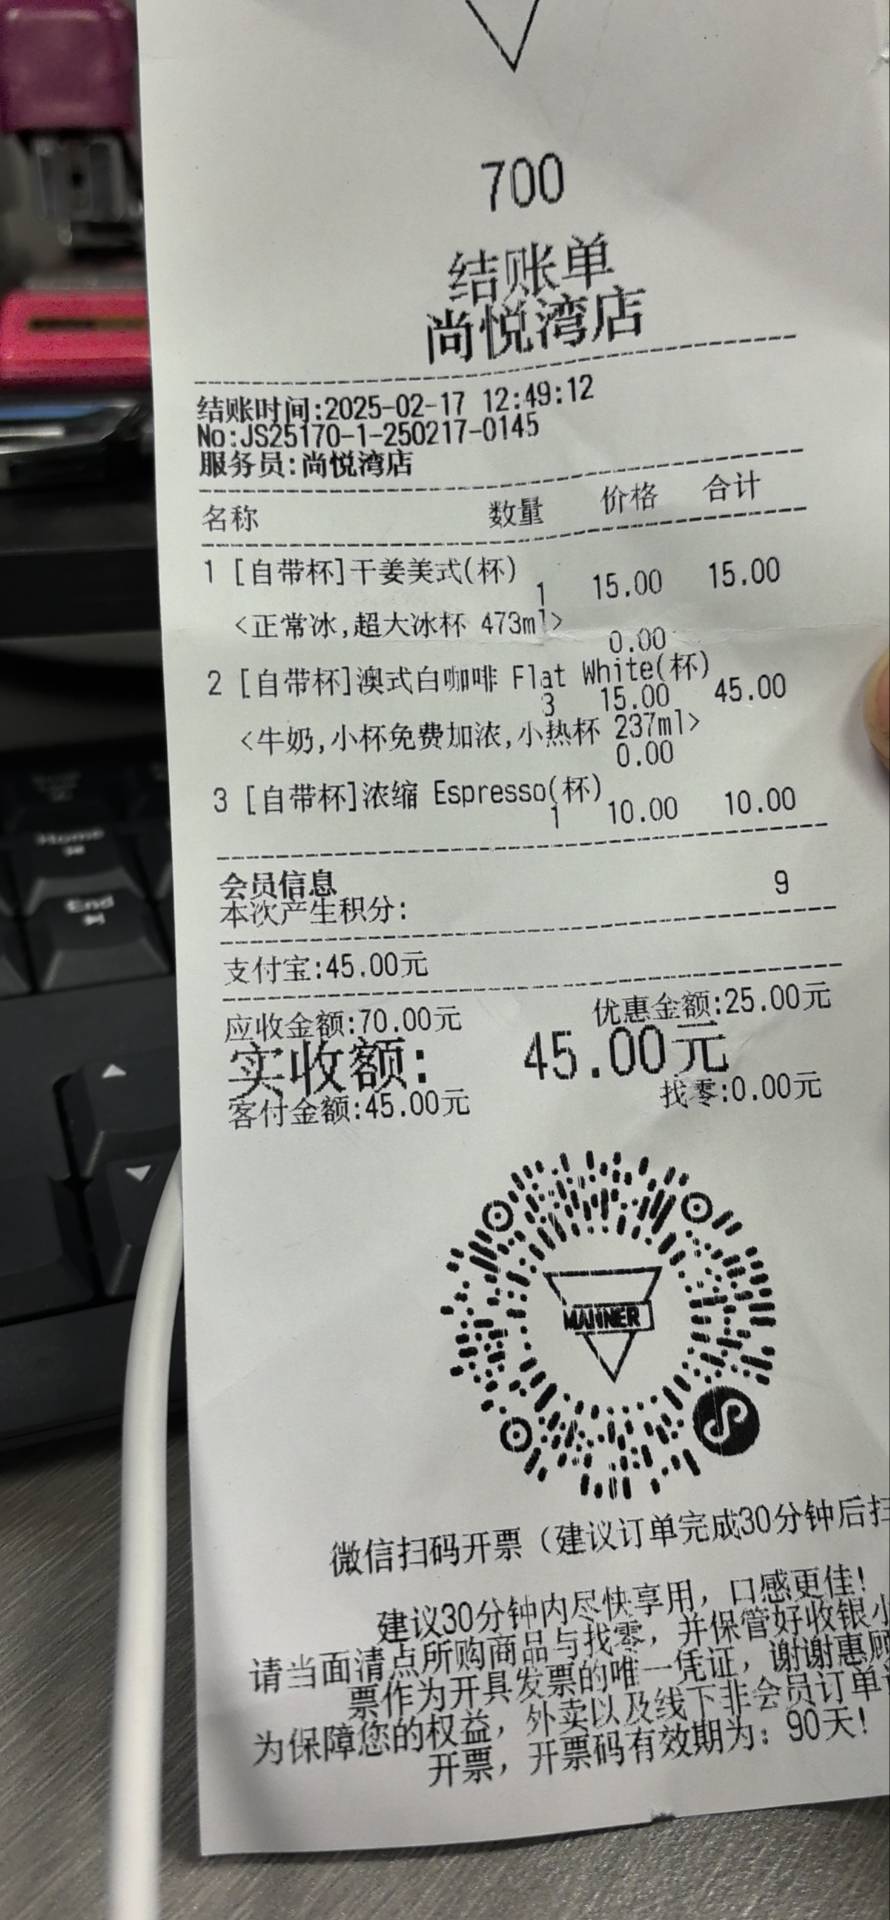 700
结账单
尚悦湾店
结账时间:2025-02-17 12:49:12
No:JS25170-1-250217-0145
服务员:尚悦湾店
名称 数量 价格 合计
1 [自带杯]干姜美式(杯)
1 15.00 15.00
<正常冰,超大冰杯 473ml>
0.00
2 [自带杯]澳式白咖啡 Flat White(杯)
3 15.00 45.00
<牛奶,小杯免费加浓,小热杯 237ml>
0.00
3 [自带杯]浓缩 Espresso(杯)
1 10.00 10.00
会员信息
本次产生积分: 9
支付宝:45.00元
应收金额:70.00元 优惠金额:25.00元
实收额: 45.00元
客付金额:45.00元 找零:0.00元
MANNER
微信扫码开票（建议订单完成30分钟后扫
建议30分钟内尽快享用，口感更佳!
请当面清点所购商品与找零，并保管好收银小
票作为开具发票的唯一凭证，谢谢惠顾
为保障您的权益，外卖以及线下非会员订单
开票，开票码有效期为: 90天!
Home
End